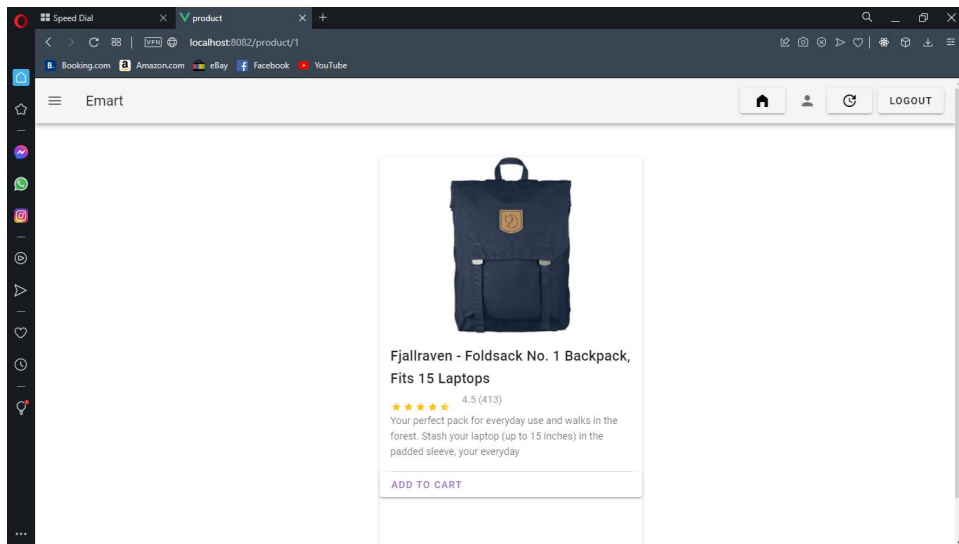 Speed Dial
product
VPN
localhost:8082/product/1
B. Booking.com
a Amazon.com
eBay
Facebook
YouTube
Emart
LOGOUT
Fjallraven - Foldsack No. 1 Backpack,
Fits 15 Laptops
4.5 (413)
Your perfect pack for everyday use and walks in the
forest. Stash your laptop (up to 15 inches) in the
padded sleeve, your everyday
ADD TO CART